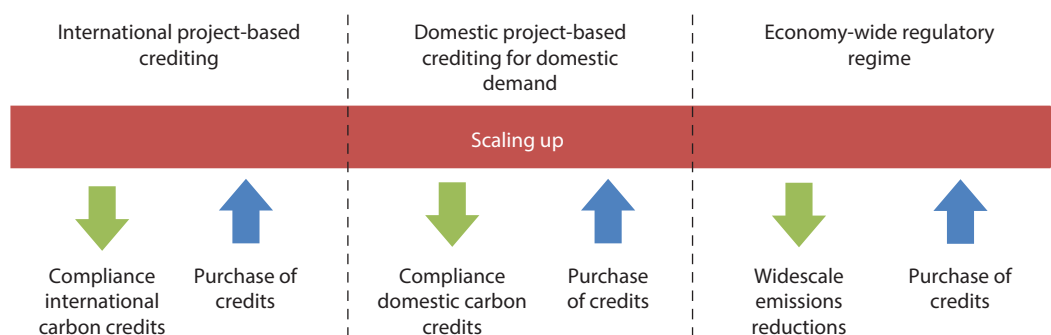 International project-based
crediting
Domestic project-based
crediting for domestic
demand
Economy-wide regulatory
regime
Scaling up
Compliance
international
carbon credits
Purchase of
credits
Compliance
domestic carbon
credits
Purchase
of credits
Widescale
emissions
reductions
Purchase of
credits